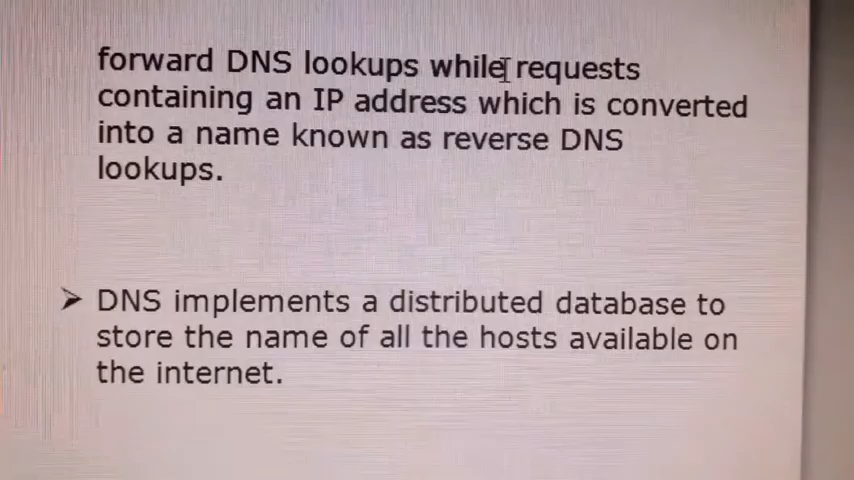 forward DNS lookups while requests
containing an IP address which is converted
into a name known as reverse DNS
lookups.
➤ DNS implements a distributed database to
store the name of all the hosts available on
the internet.